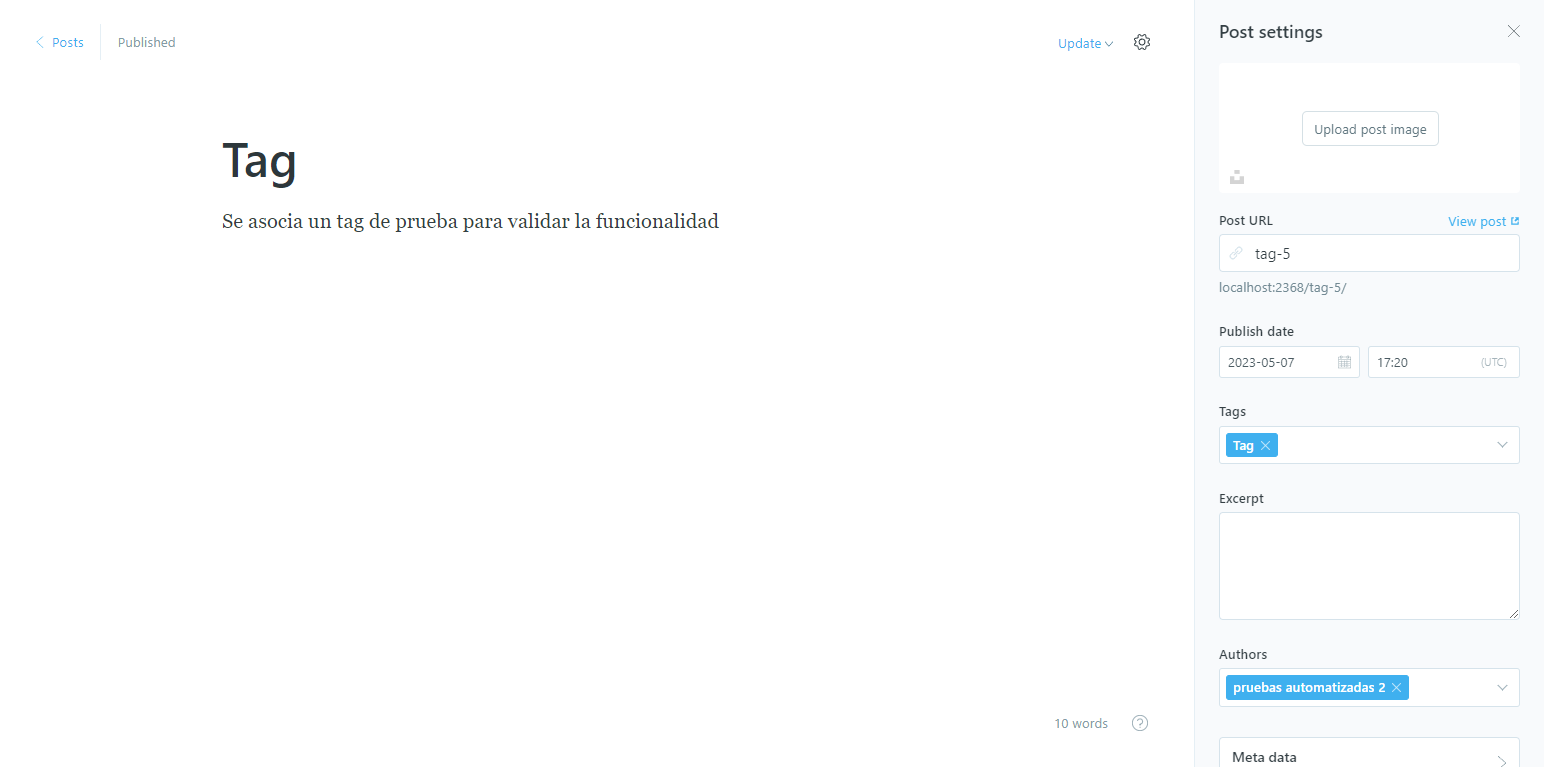 Posts
Published
Update
Tag
Se asocia un tag de prueba para validar la funcionalidad
10 words
Post settings
Upload post image
Post URL
View post
tag-5
localhost:2368/tag-5/
Publish date
2023-05-07
17:20
(UTC)
Tags
Tag
Excerpt
Authors
pruebas automatizadas 2
Meta data